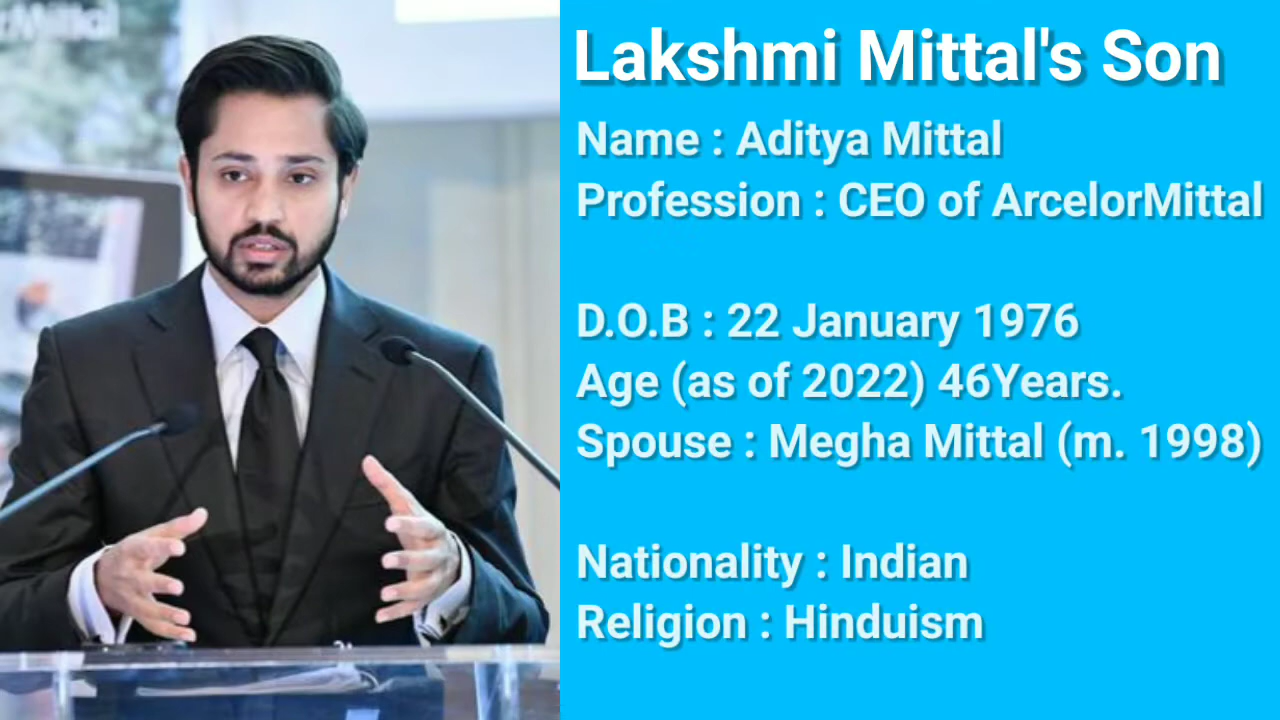 Lakshmi Mittal's Son
Name : Aditya Mittal
Profession : CEO of ArcelorMittal
D.O.B : 22 January 1976
Age (as of 2022) 46Years.
Spouse : Megha Mittal (m. 1998)
Nationality : Indian
Religion : Hinduism